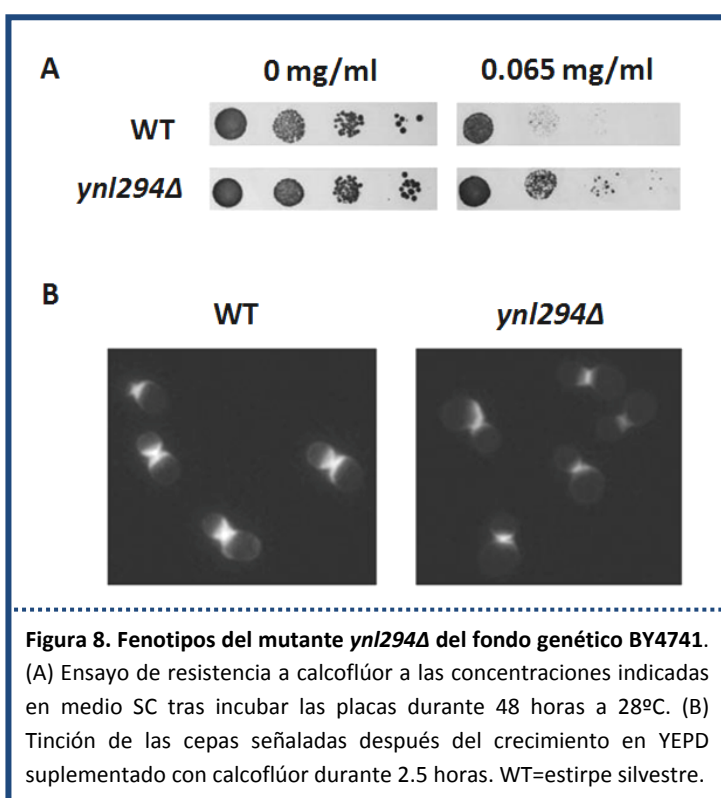 A
0 mg/ml
0.065 mg/ml
WT
ynl294Δ
B
WT
ynl294Δ
Figura 8. Fenotipos del mutante ynl294Δ del fondo genético BY4741.
(A) Ensayo de resistencia a calcoflúor a las concentraciones indicadas
en medio SC tras incubar las placas durante 48 horas a 28ºC. (B)
Tinción de las cepas señaladas después del crecimiento en YEPD
suplementado con calcoflúor durante 2.5 horas. WT=estirpe silvestre.